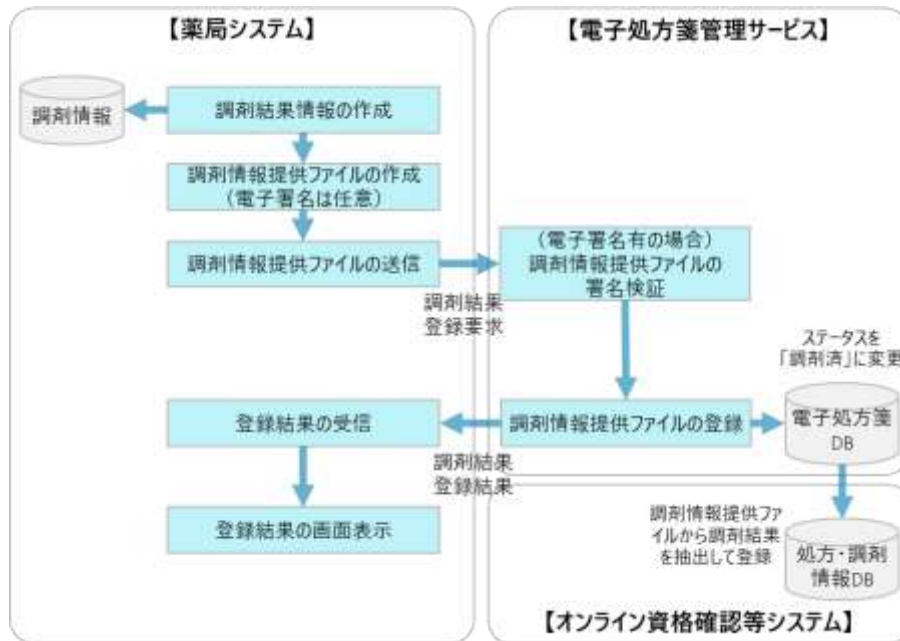 【薬局システム】
【電子処方箋管理サービス】
調剤情報
調剤結果情報の作成
調剤情報提供ファイルの作成
（電子署名は任意）
調剤情報提供ファイルの送信
（電子署名有の場合）
調剤情報提供ファイルの
署名検証
調剤結果
登録要求
ステータスを
「調剤済」に変更
登録結果の受信
調剤情報提供ファイルの登録
電子処方箋
DB
調剤結果
登録結果
登録結果の画面表示
調剤情報提供ファ
イルから調剤結果
を抽出して登録
処方・調剤
情報DB
【オンライン資格確認等システム】